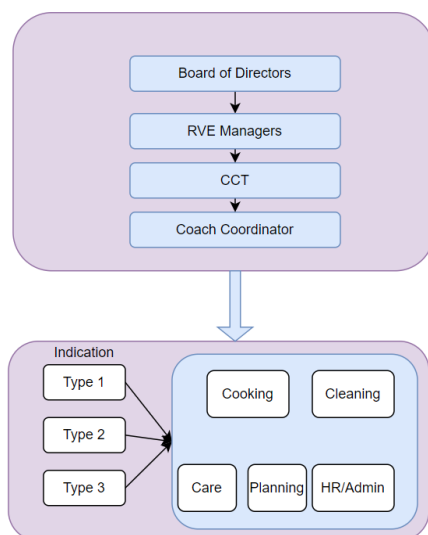 Board of Directors
RVE Managers
CCT
Coach Coordinator
Indication
Type 1
Type 2
Type 3
Cooking
Cleaning
Care
Planning
HR/Admin